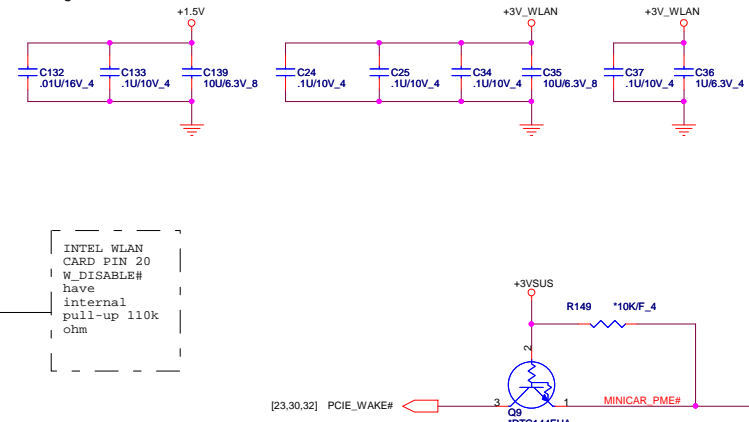 +1.5V
+3V_WLAN
+3V_WLAN
C132
.01U/16V_4
C133
.1U/10V_4
C139
10U/6.3V_8
C24
.1U/10V_4
C25
.1U/10V_4
C34
.1U/10V_4
C35
10U/6.3V_8
C37
.1U/10V_4
C36
1U/6.3V_4
INTEL WLAN
CARD PIN 20
W_DISABLE#
have
internal
pull-up 110k
ohm
+3VSUS
R149
*10K/F_4
2
[23,30,32]
PCIE_WAKE#
3
1
MINICAR_PME#
Q9